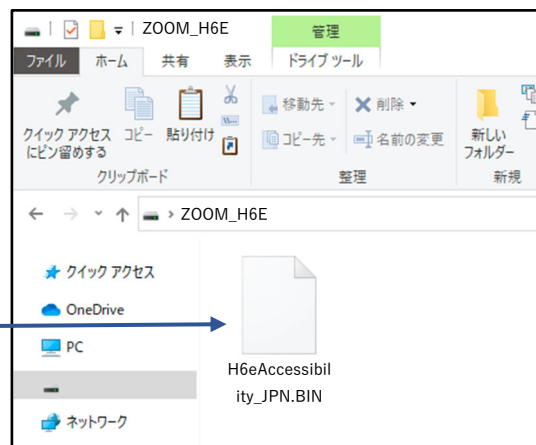 ZOOM_H6E
管理
ファイル ホーム 共有 表示 ドライブ ツール
クイック アクセス
にピン留めする
コピー
貼り付け
移動先
コピー先
削除
名前の変更
新しい
フォルダー
クリップボード
整理
新規
ZOOM_H6E
クイック アクセス
OneDrive
PC
ネットワーク
H6eAccessibil
ity_JPN.BIN